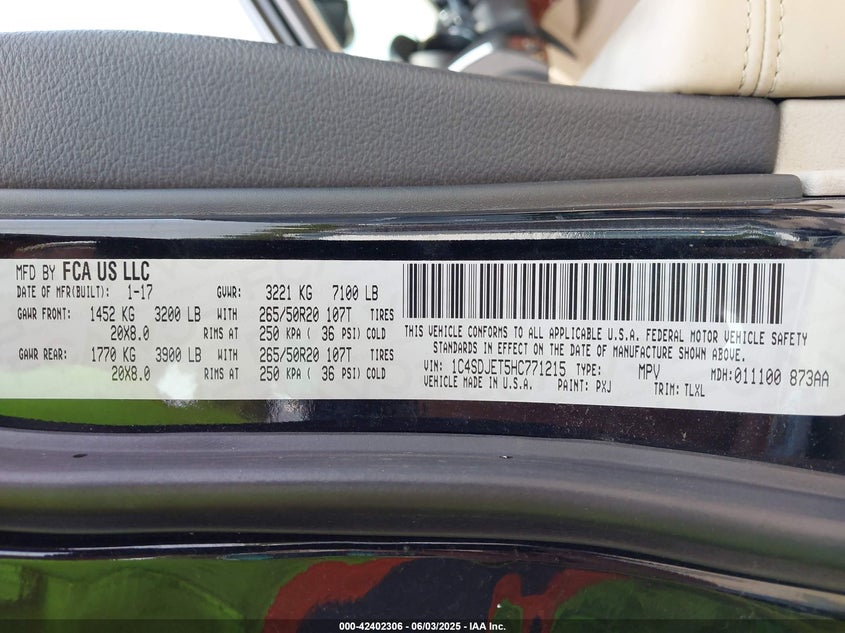 MFD BY FCA US LLC
DATE OF MFR(BUILT): 1-17 GVWR: 3221 KG 7100 LB
GAWR FRONT: 1452 KG 3200 LB WITH 265/50R20 107T TIRES
20X8.0 RIMS AT 250 KPA ( 36 PSI) COLD
GAWR REAR: 1770 KG 3900 LB WITH 265/50R20 107T TIRES
20X8.0 RIMS AT 250 KPA ( 36 PSI) COLD
THIS VEHICLE CONFORMS TO ALL APPLICABLE U.S.A. FEDERAL MOTOR VEHICLE SAFETY
STANDARDS IN EFFECT ON THE DATE OF MANUFACTURE SHOWN ABOVE.
VIN: 1C4SDJET5HC771215 TYPE: MPV MDH: 011100 873AA
VEHICLE MADE IN U.S.A. PAINT: PXJ TRIM: TLXL
000-42402306 - 06/03/2025 - IAA Inc.